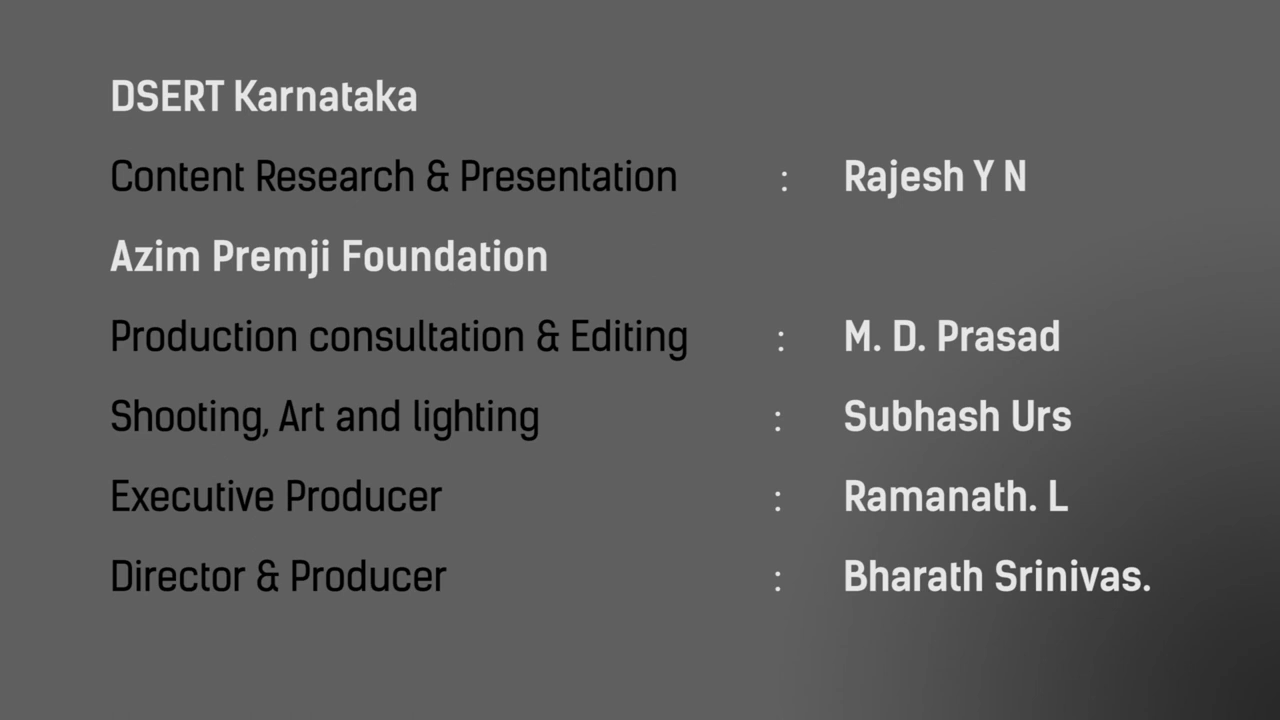 DSERT Karnataka
Content Research & Presentation : Rajesh Y N
Azim Premji Foundation
Production consultation & Editing : M. D. Prasad
Shooting, Art and lighting : Subhash Urs
Executive Producer : Ramanath. L
Director & Producer : Bharath Srinivas.